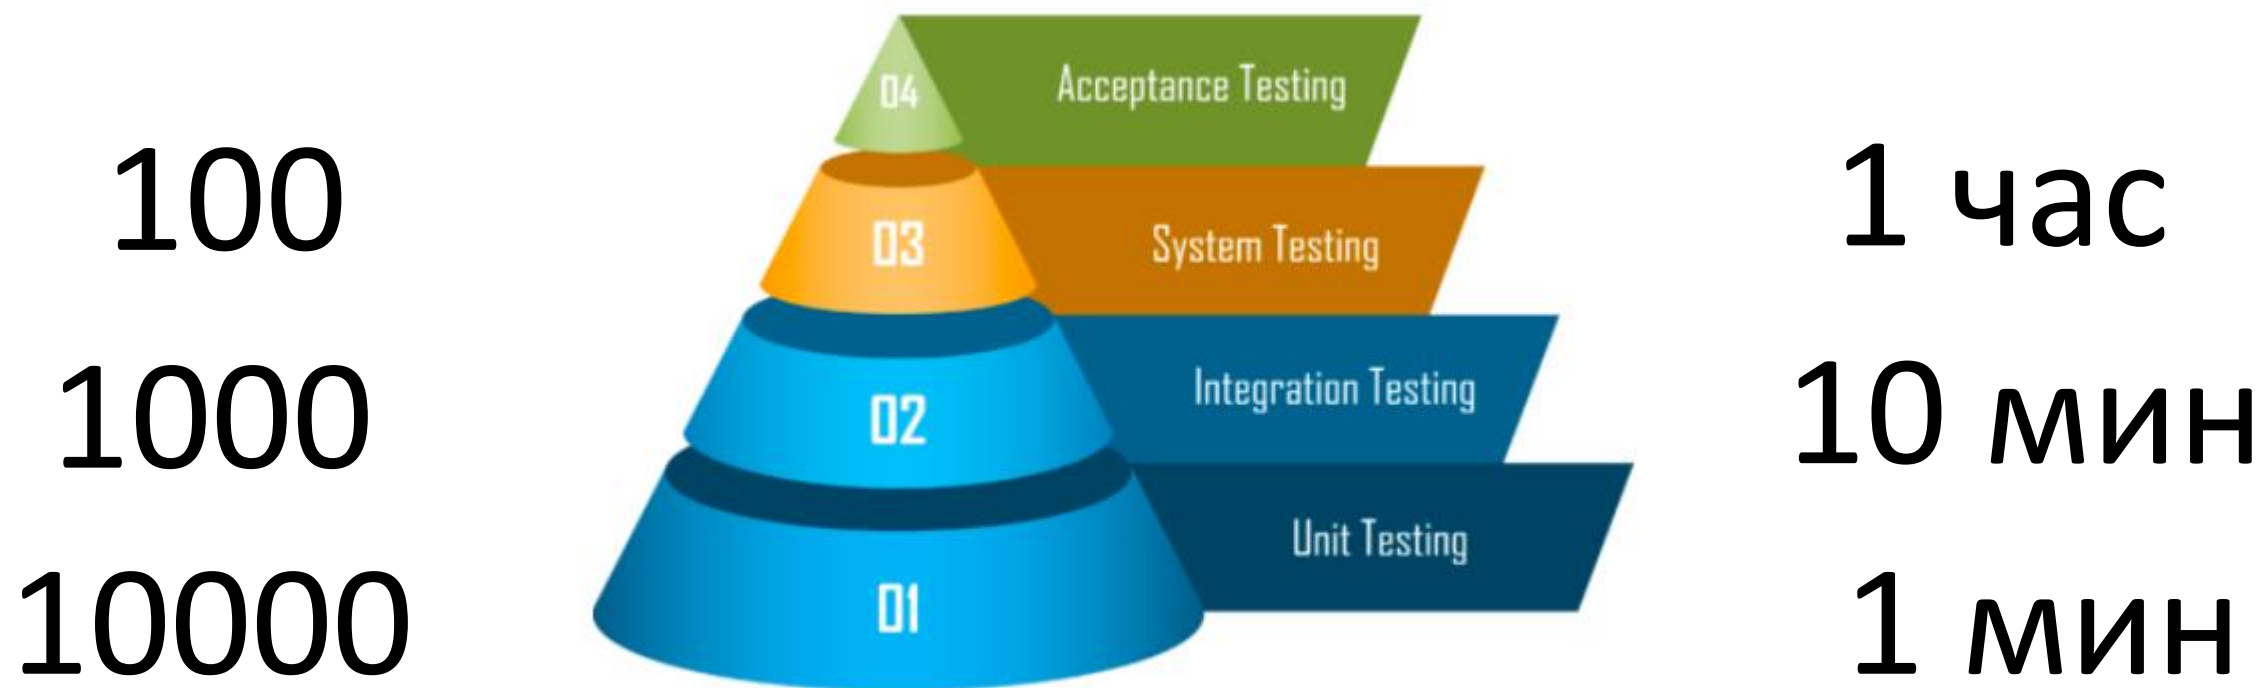 04 Acceptance Testing
100
1 час
03 System Testing
1000
10 мин
02 Integration Testing
10000
1 мин
01 Unit Testing